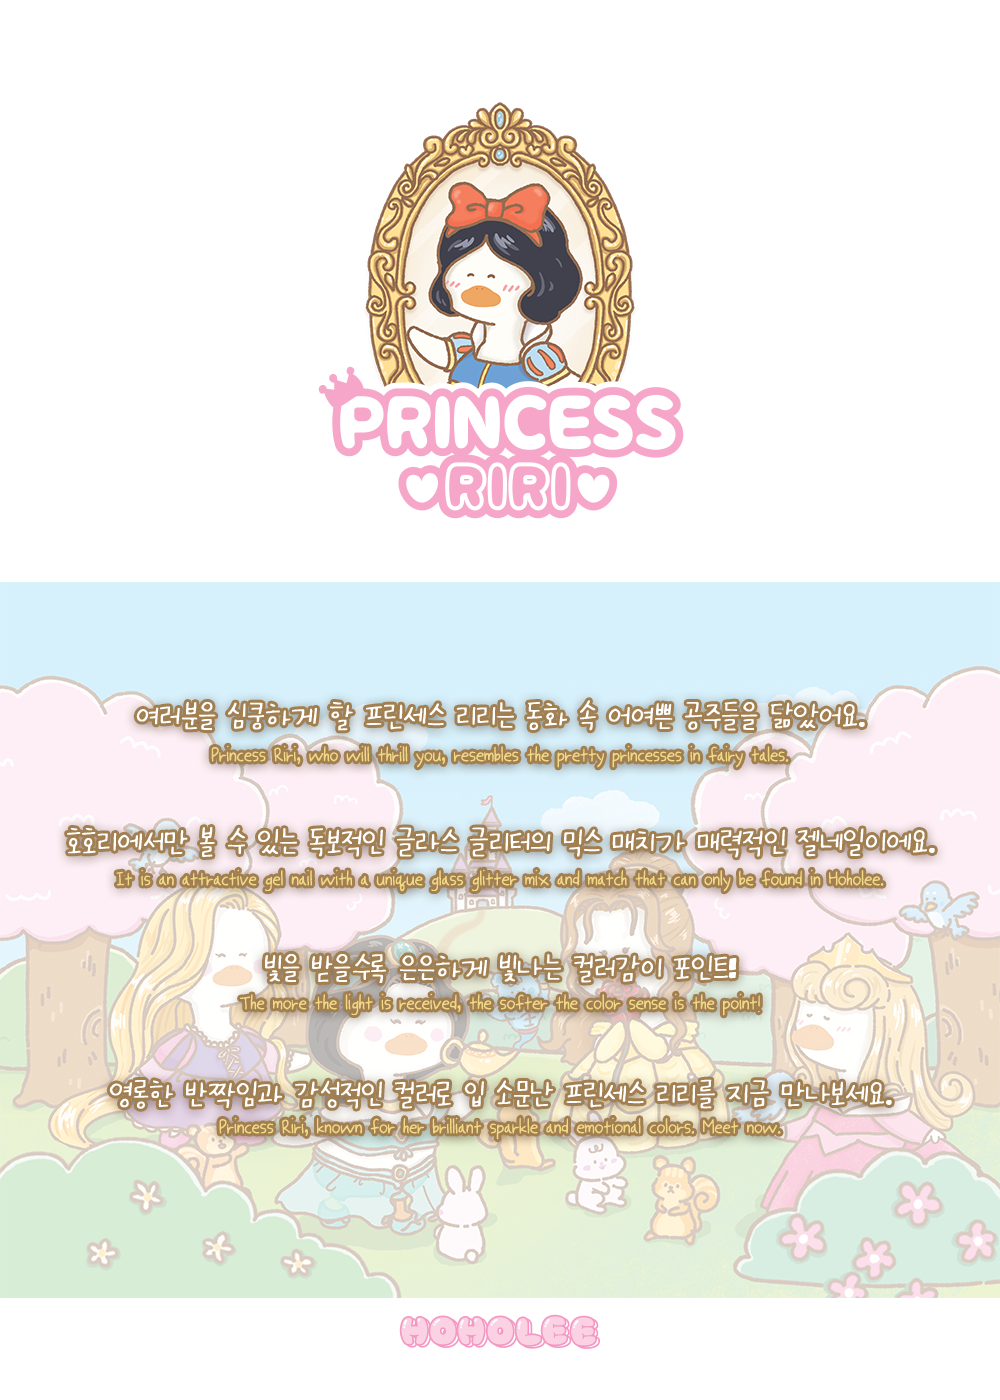 PRINCESS
RIRI
여러분을 심쿵하게 할 프린세스 리리는 동화 속 어여쁜 공주들을 닮았어요.
Princess Riri, who will thrill you, resembles the pretty princesses in fairy tales.
호호리에서만 볼 수 있는 독보적인 글라스 글리터의 믹스 매치가 매력적인 젤네일이에요.
It is an attractive gel nail with a unique glass glitter mix and match that can only be found in Hoholee.
빛을 받을수록 은은하게 빛나는 컬러감이 포인트!
The more the light is received, the softer the color sense is the point!
영롱한 반짝임과 감성적인 컬러로 입 소문난 프린세스 리리를 지금 만나보세요.
Princess Riri, known for her brilliant sparkle and emotional colors. Meet now.
HOHOLEE